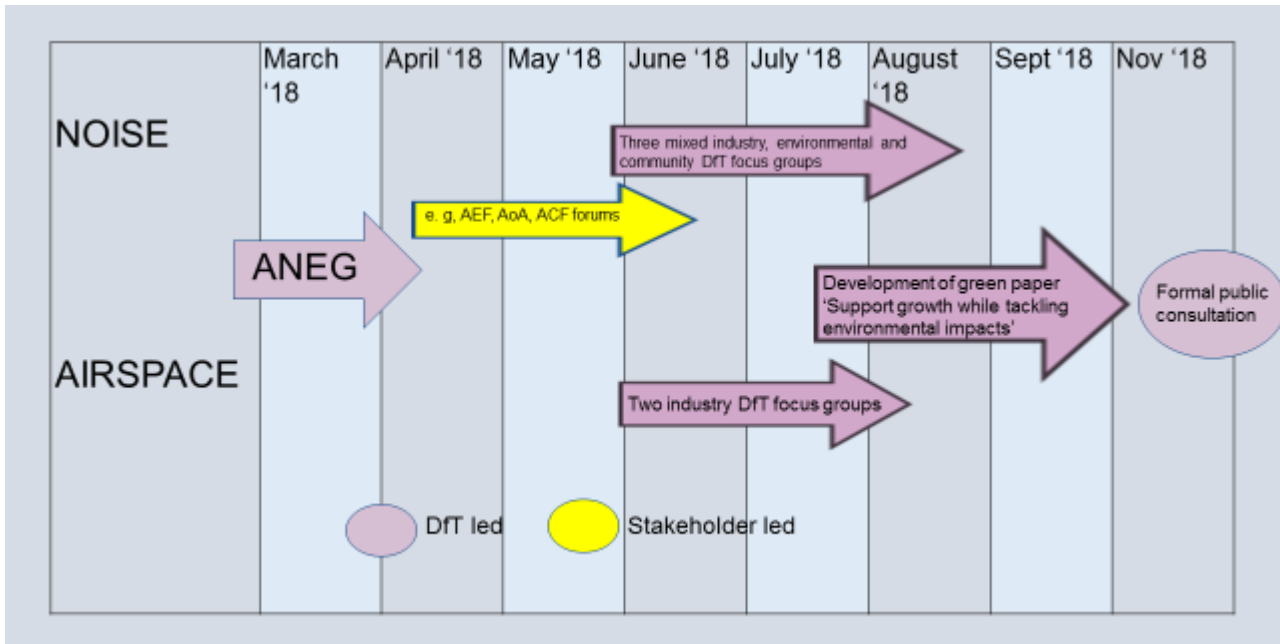 March '18
April '18
May '18
June '18
July '18
August '18
Sept '18
Nov '18
NOISE
Three mixed industry, environmental and
community DfT focus groups
e. g, AEF, AoA, ACF forums
ANEG
Development of green paper
'Support growth while tackling
environmental impacts'
Formal public
consultation
AIRSPACE
Two industry DfT focus groups
DfT led
Stakeholder led